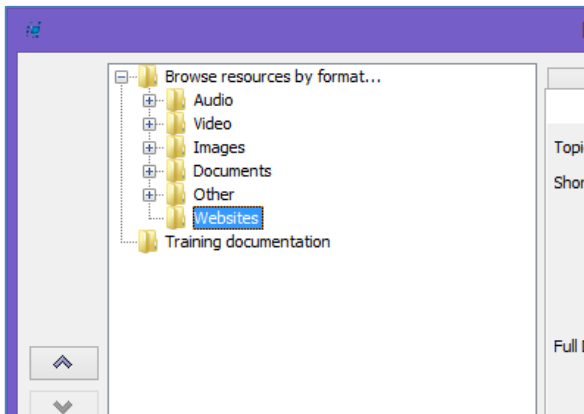 Browse resources by format...
Audio
Video
Images
Documents
Other
Websites
Training documentation
Topi
Shor
Full